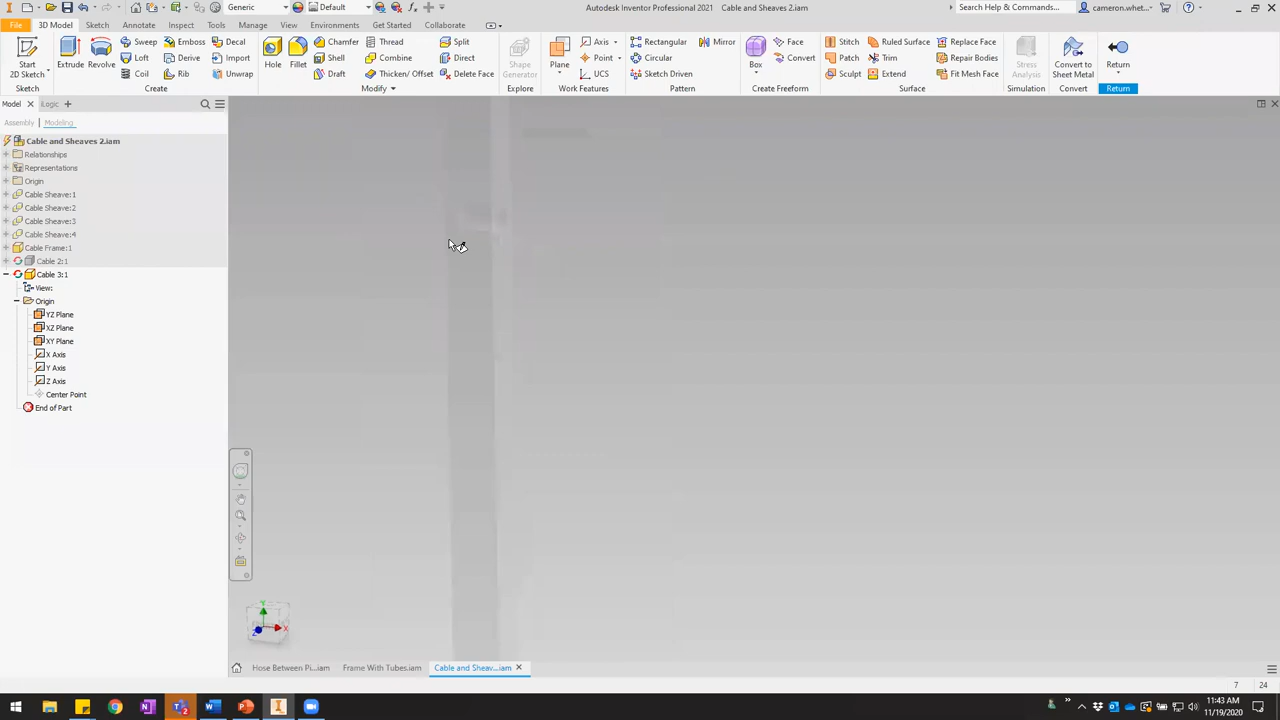 Generic
Default
Autodesk Inventor Professional 2021 Cable and Sheaves 2.iam
Search Help & Commands...
cameron.whet...
File
3D Model
Sketch
Annotate
Inspect
Tools
Manage
View
Environments
Get Started
Collaborate
Start
2D Sketch
Sketch
Extrude
Revolve
Sweep
Loft
Coil
Emboss
Derive
Rib
Decal
Import
Unwrap
Create
Hole
Fillet
Chamfer
Shell
Draft
Thread
Combine
Thicken/ Offset
Split
Direct
Delete Face
Modify
Shape
Generator
Explore
Plane
Axis
Point
UCS
Work Features
Rectangular
Circular
Sketch Driven
Mirror
Pattern
Box
Face
Convert
Create Freeform
Stitch
Patch
Sculpt
Ruled Surface
Trim
Extend
Replace Face
Repair Bodies
Fit Mesh Face
Surface
Stress
Analysis
Simulation
Convert to
Sheet Metal
Convert
Return
Return
Model
iLogic
Assembly
Modeling
Cable and Sheaves 2.iam
Relationships
Representations
Origin
Cable Sheave:1
Cable Sheave:2
Cable Sheave:3
Cable Sheave:4
Cable Frame:1
Cable 2:1
Cable 3:1
View:
Origin
YZ Plane
XZ Plane
XY Plane
X Axis
Y Axis
Z Axis
Center Point
End of Part
Y
X
Z
Hose Between Pi...iam
Frame With Tubes.iam
Cable and Sheav...iam
7 24
11:43 AM
11/19/2020